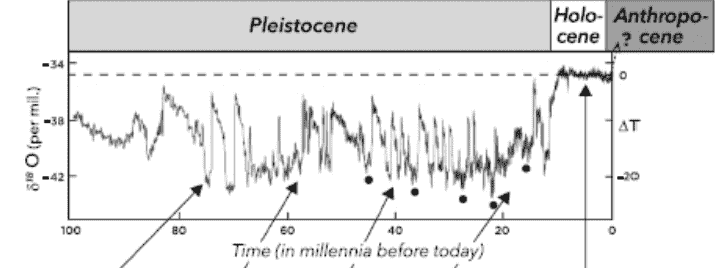 Pleistocene
Holo-
cene
Anthropo-
? cene
-34
-38
-42
δ¹⁸ O (per mil.)
0
ΔT
-20
100
80
60
40
20
0
Time (in millennia before today)